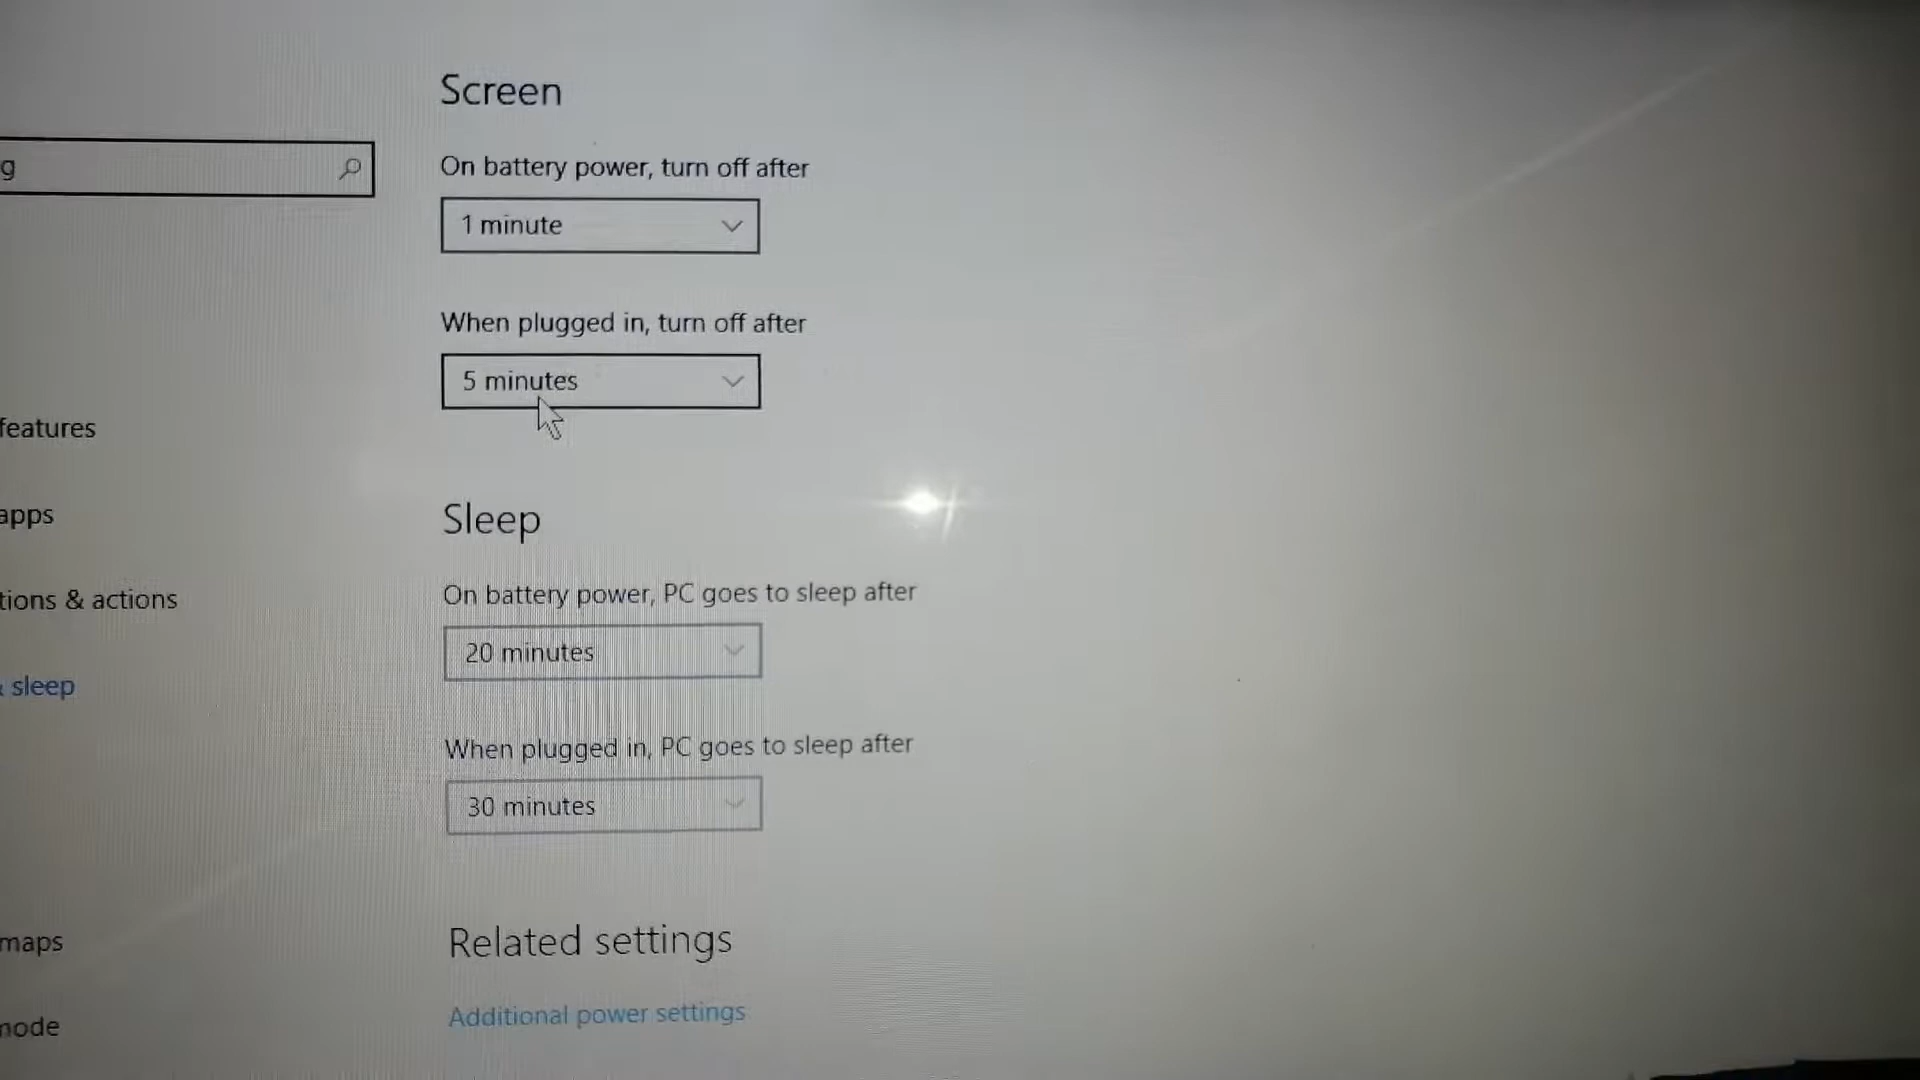 Screen
g
On battery power, turn off after
1 minute
When plugged in, turn off after
5 minutes
features
apps
Sleep
On battery power, PC goes to sleep after
tions & actions
20 minutes
sleep
When plugged in, PC goes to sleep after
30 minutes
maps
Related settings
Additional power settings
mode